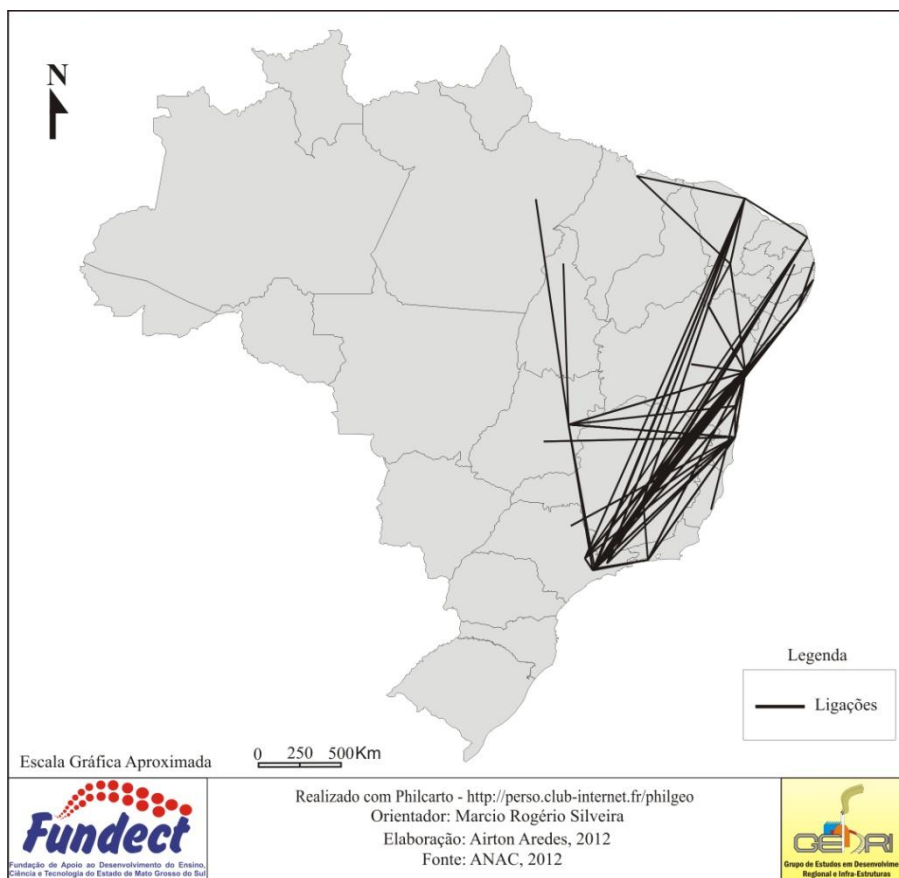 N
Legenda
Ligações
Escala Gráfica Aproximada
0 250 500Km
Fundect
Fundação de Apoio ao Desenvolvimento do Ensino,
Ciência e Tecnologia do Estado de Mato Grosso do Sul
Realizado com Philcarto - http://perso.club-internet.fr/philgeo
Orientador: Marcio Rogério Silveira
Elaboração: Airton Aredes, 2012
Fonte: ANAC, 2012
GEDRI
Grupo de Estudos em Desenvolvime
Regional e Infra-Estruturas